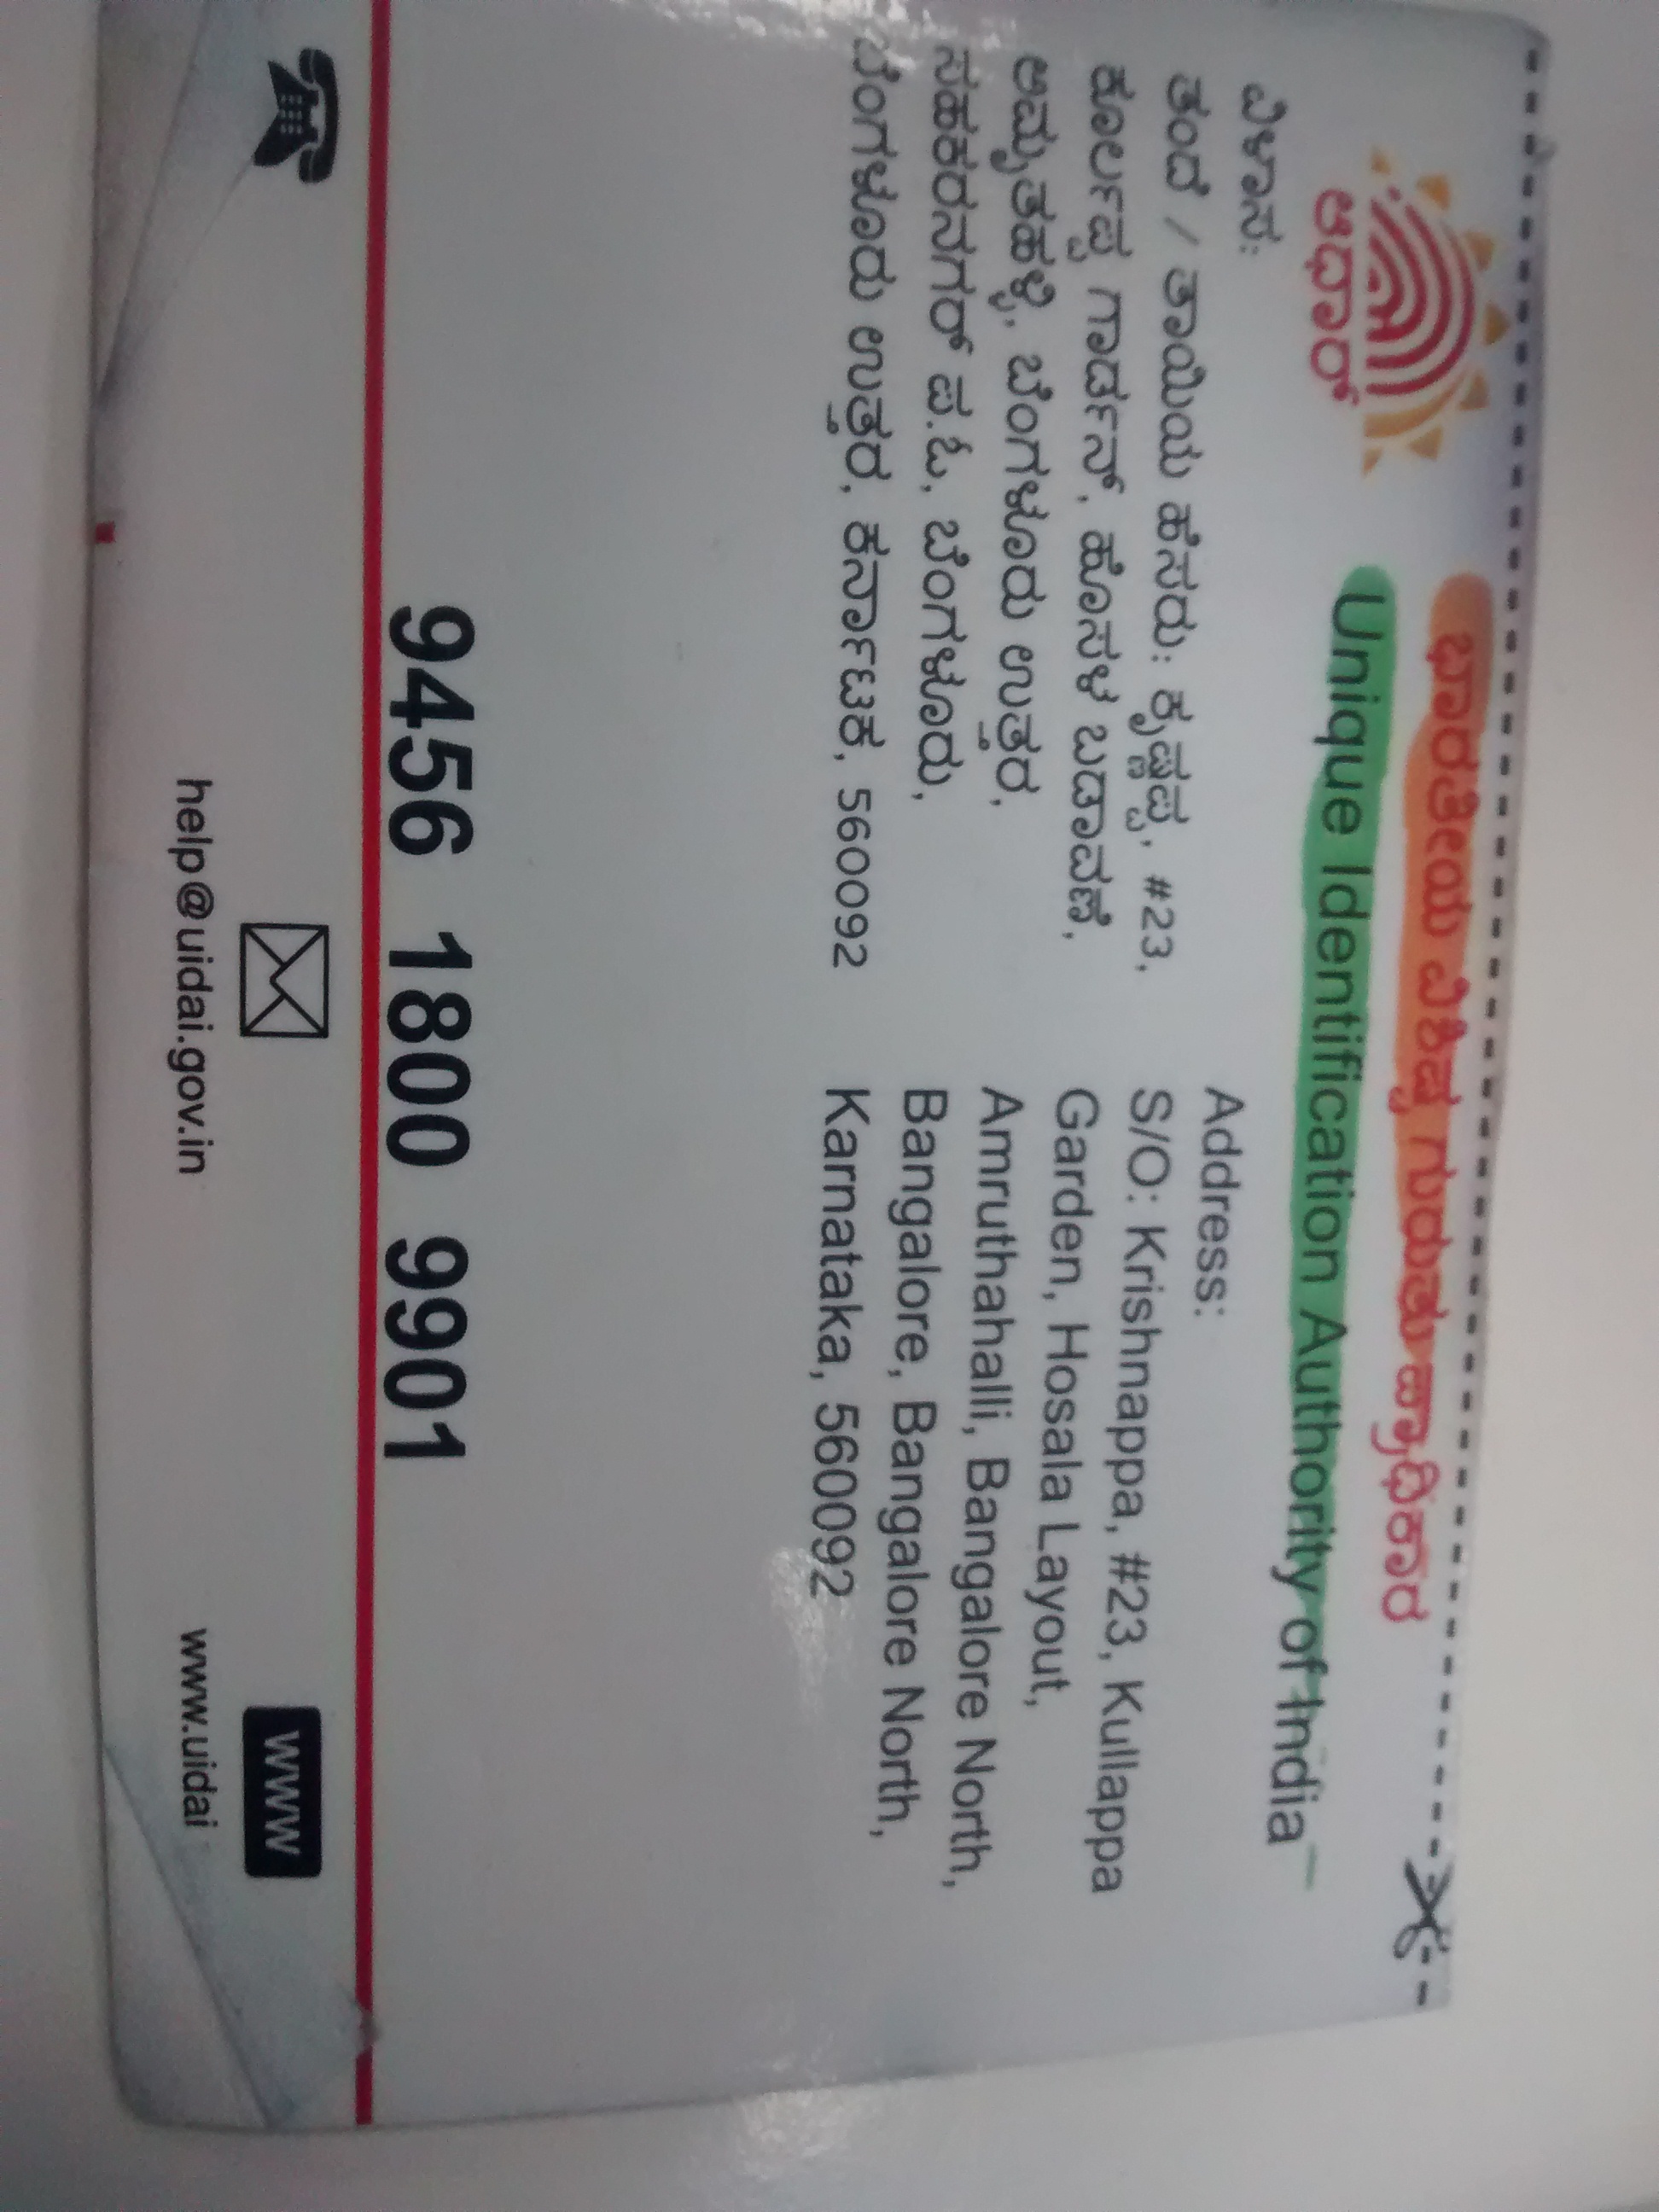 ಭಾರತೀಯ ವಿಶಿಷ್ಟ ಗುರುತು ಪ್ರಾಧಿಕಾರ
Unique Identification Authority of India
ಆಧಾರ್
ವಿಳಾಸ:
ತಂದೆ / ತಾಯಿಯ ಹೆಸರು: ಕೃಷ್ಣಪ್ಪ, #23,
ಕೂರ್ಲಪ್ಪ ಗಾರ್ಡನ್, ಹೊಸಳ ಬಡಾವಣೆ,
ಅಮೃತಹಳ್ಳಿ, ಬೆಂಗಳೂರು ಉತ್ತರ,
ಸಹಕರನಗರ್ ಪ.ಓ, ಬೆಂಗಳೂರು,
ಬೆಂಗಳೂರು ಉತ್ತರ, ಕರ್ನಾಟಕ, 560092
Address:
S/O: Krishnappa, #23, Kullappa
Garden, Hosala Layout,
Amruthahalli, Bangalore North,
Bangalore, Bangalore North,
Karnataka, 560092
9456 1800 9901
www
help@uidai.gov.in
www.uidai